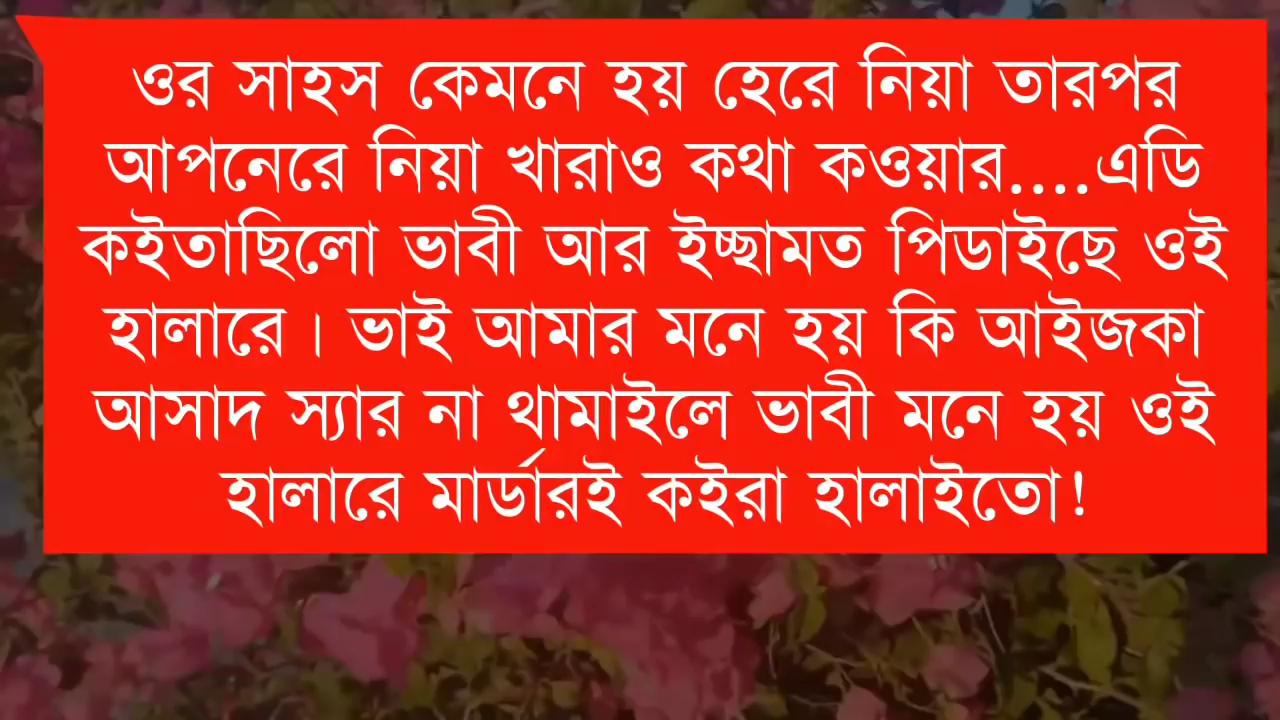 ওর সাহস কেমনে হয় হেরে নিয়া তারপর
আপনেরে নিয়া খারাও কথা কওয়ার....এডি
কইতাছিলো ভাবী আর ইচ্ছামত পিডাইছে ওই
হালারে। ভাই আমার মনে হয় কি আইজকা
আসাদ স্যার না থামাইলে ভাবী মনে হয় ওই
হালারে মার্ডারই কইরা হালাইতো!